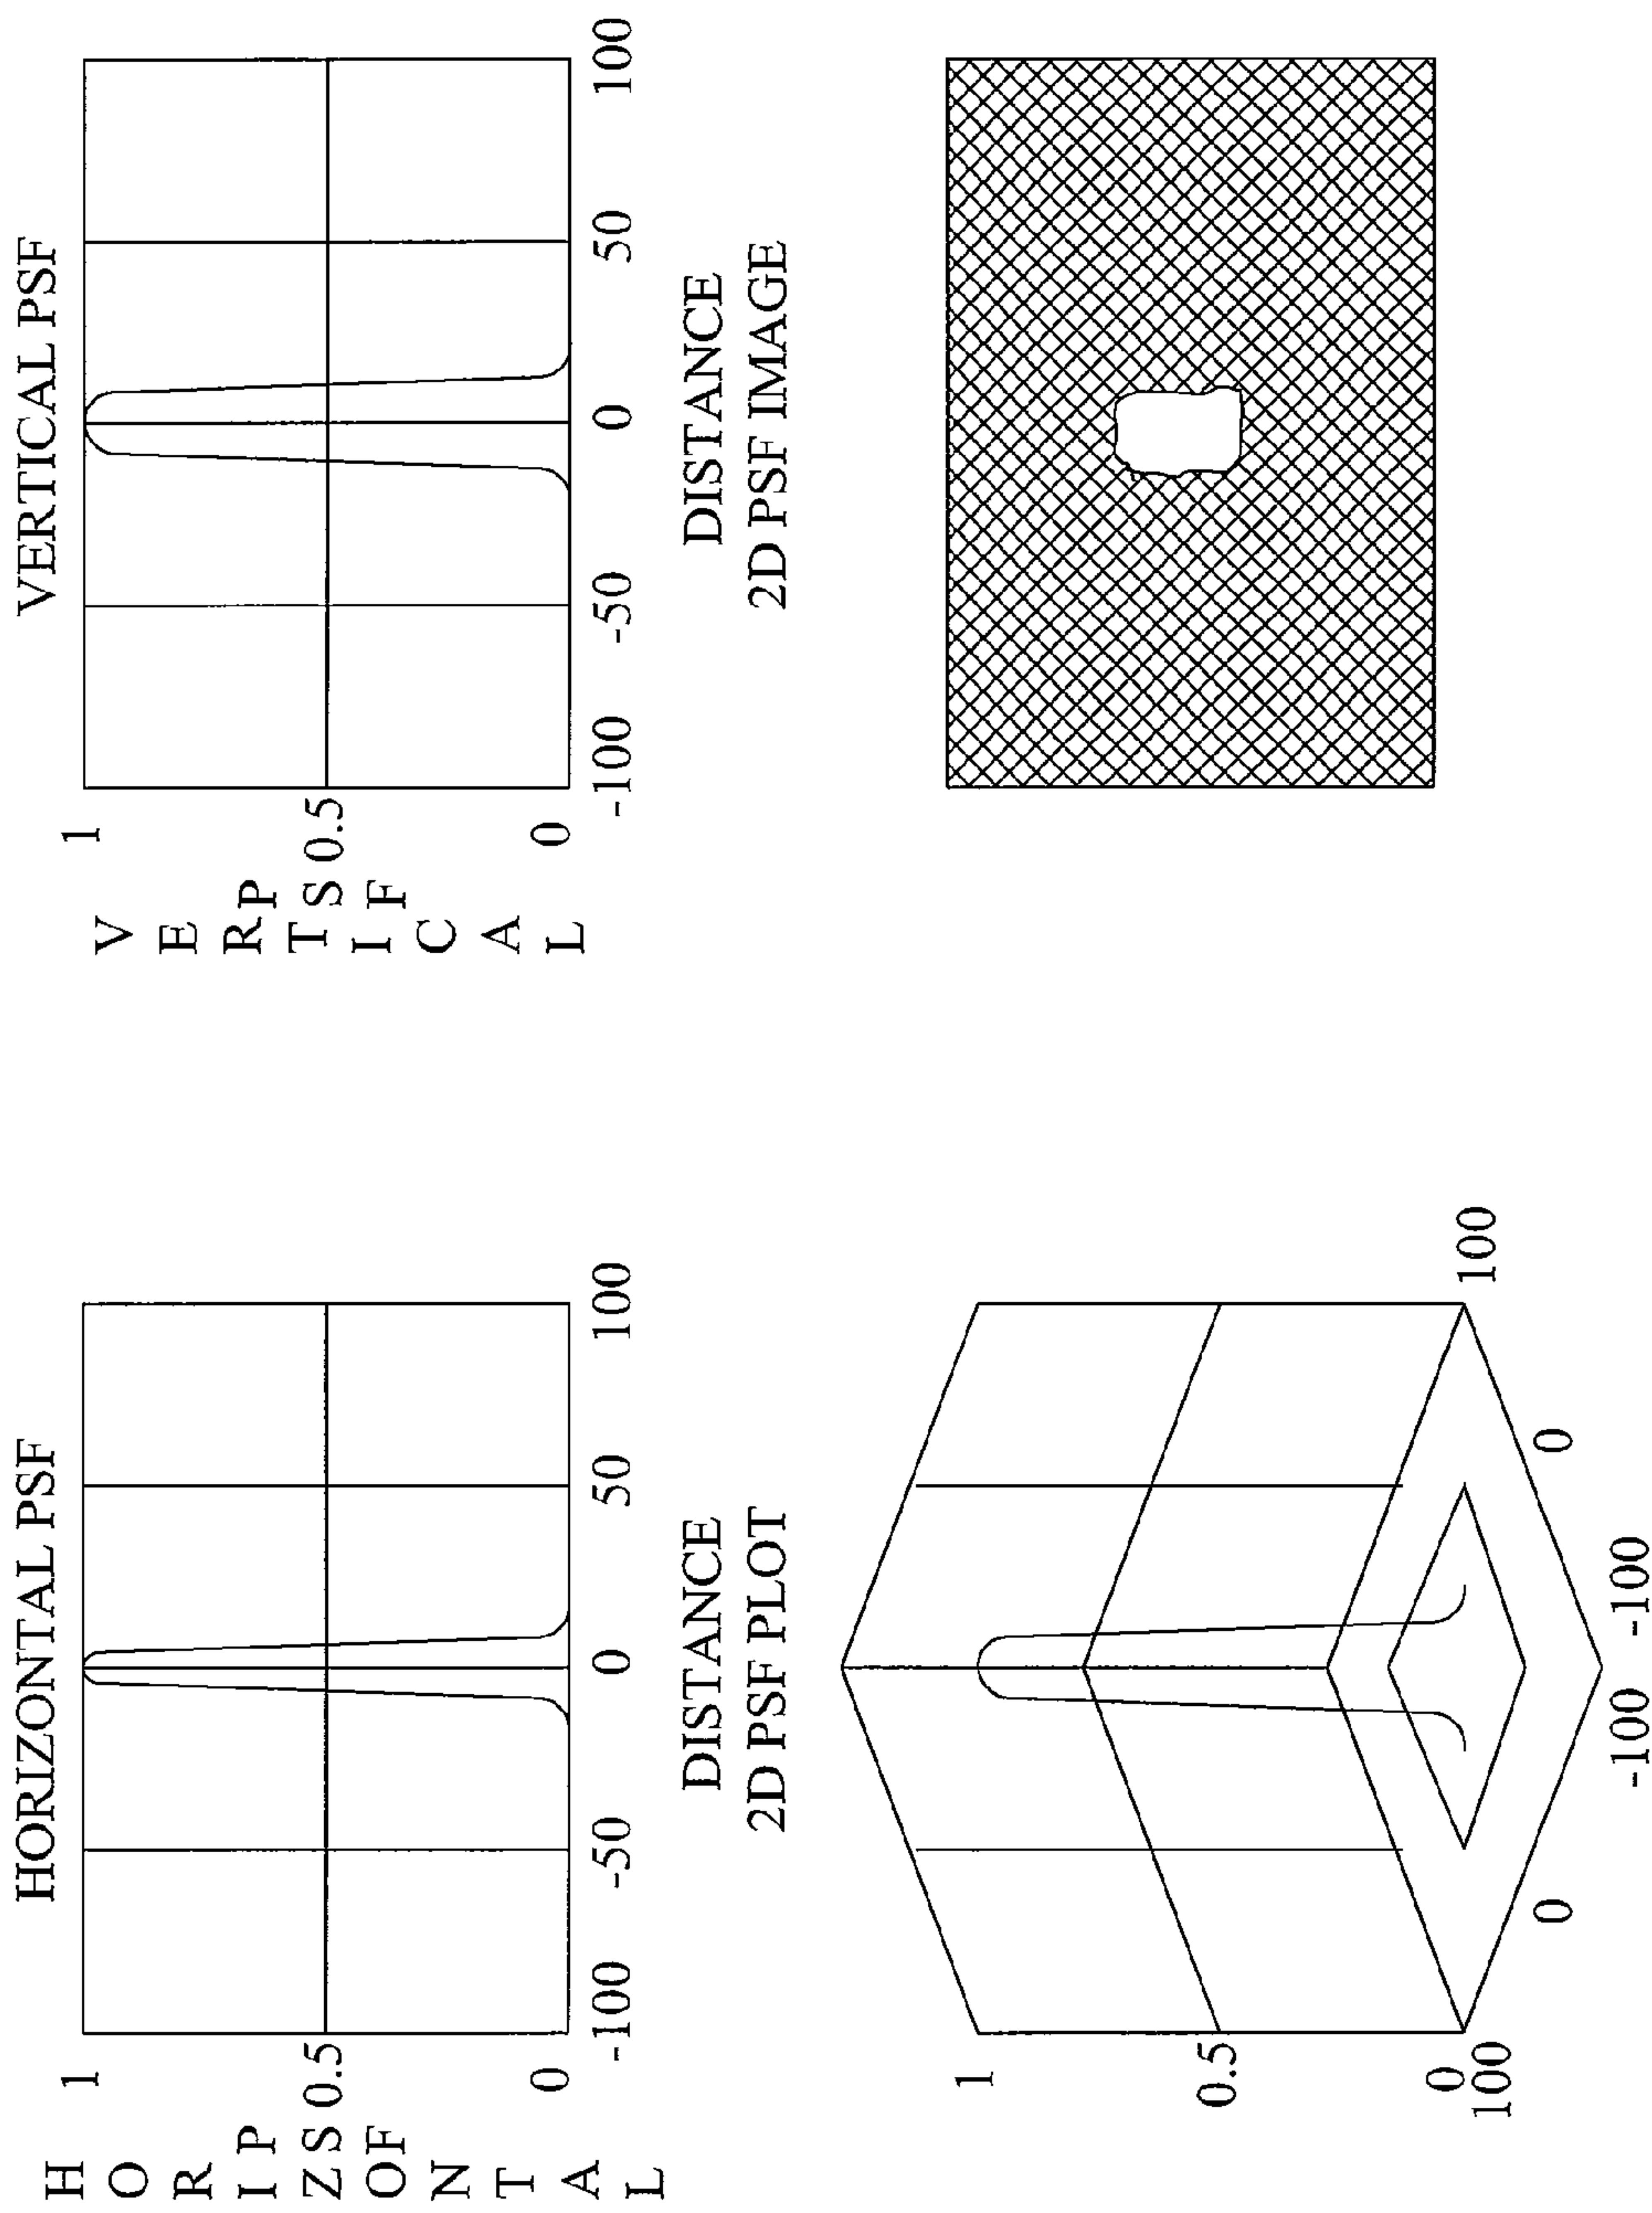 HORIZONTAL PSF
HORIZONTAL
PSF
1
0.5
0
-100 -50 0 50 100
DISTANCE
VERTICAL PSF
VERTICAL
PSF
1
0.5
0
-100 -50 0 50 100
DISTANCE
2D PSF PLOT
1
0.5
0
100
0
-100
-100
0
100
2D PSF IMAGE